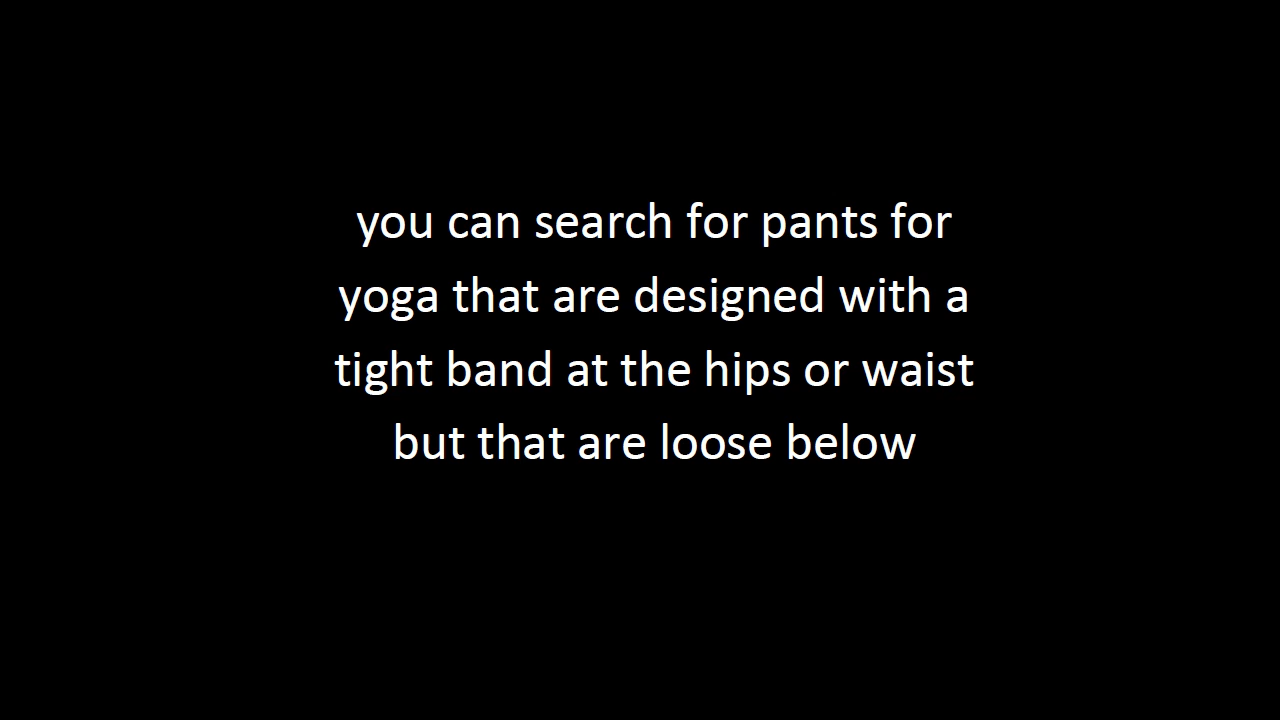 you can search for pants for
yoga that are designed with a
tight band at the hips or waist
but that are loose below